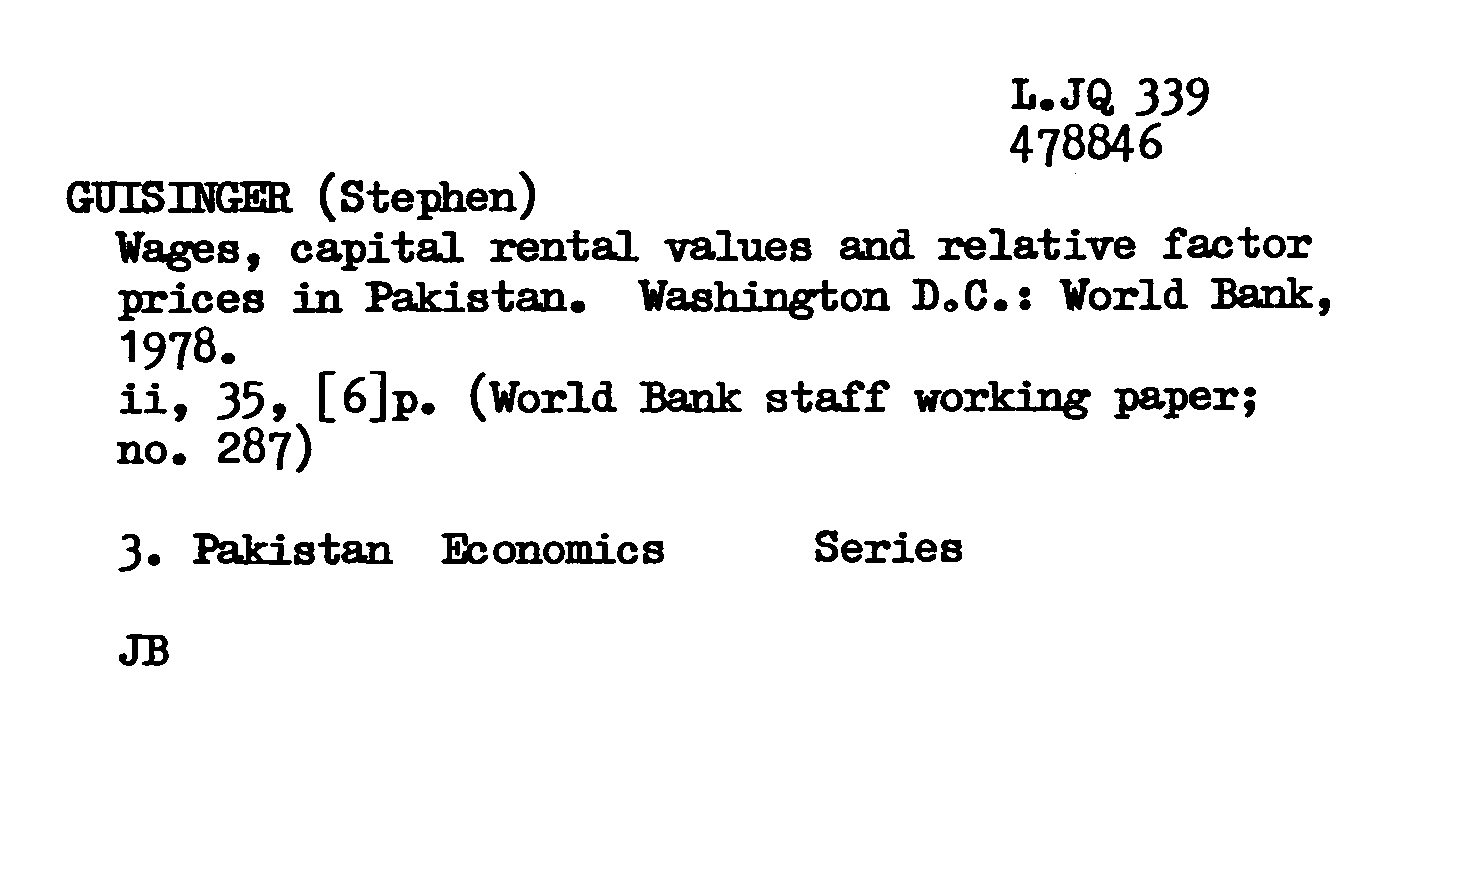 L.JQ 339
478846
GUISINGER (Stephen)
Wages, capital rental values and relative factor
prices in Pakistan. Washington D.C.: World Bank,
1978.
ii, 35, [6]p. (World Bank staff working paper;
no. 287)
3. Pakistan Economics Series
JB